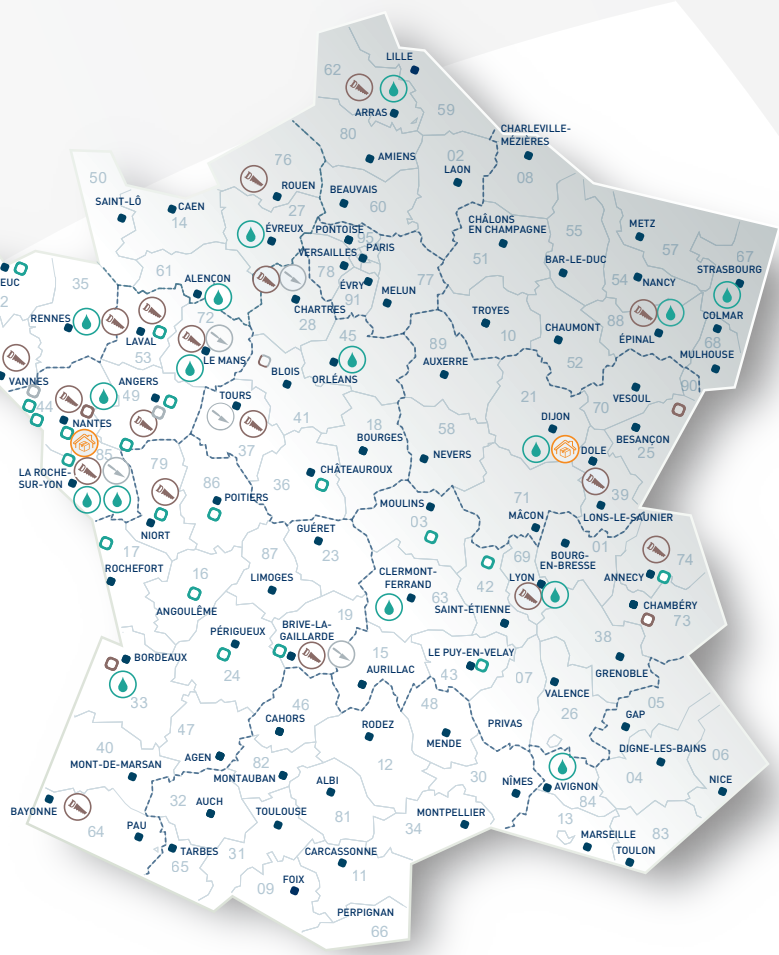 LILLE
62
59
ARRAS
80
CHARLEVILLE-
MÉZIÈRES
AMIENS
02
LAON
08
76
ROUEN
BEAUVAIS
60
27
50
SAINT-LÔ
CAEN
14
ÉVREUX
PONTOISE
95
VERSAILLES
PARIS
78
ÉVRY
91
MELUN
77
CHÂLONS
EN CHAMPAGNE
51
55
METZ
57
67
BAR-LE-DUC
54
NANCY
STRASBOURG
EUC
2
35
61
ALENÇON
CHARTRES
28
TROYES
10
CHAUMONT
88
ÉPINAL
COLMAR
68
MULHOUSE
RENNES
LAVAL
53
72
LE MANS
45
ORLÉANS
BLOIS
89
AUXERRE
52
90
VANNES
44
ANGERS
49
NANTES
TOURS
37
41
18
BOURGES
58
NEVERS
21
DIJON
70
VESOUL
BESANÇON
25
DOLE
39
LONS-LE-SAUNIER
85
LA ROCHE-
SUR-YON
79
NIORT
86
POITIERS
36
CHÂTEAUROUX
MOULINS
03
71
MÂCON
17
ROCHEFORT
16
ANGOULÊME
87
LIMOGES
GUÉRET
23
CLERMONT-
FERRAND
63
42
69
LYON
SAINT-ÉTIENNE
01
BOURG-
EN-BRESSE
74
ANNECY
CHAMBÉRY
73
38
GRENOBLE
19
BRIVE-LA-
GAILLARDE
PÉRIGUEUX
24
BORDEAUX
33
15
AURILLAC
LE PUY-EN-VELAY
43
07
PRIVAS
VALENCE
26
05
GAP
46
CAHORS
47
AGEN
40
MONT-DE-MARSAN
48
MENDE
RODEZ
12
DIGNE-LES-BAINS
04
06
NICE
82
MONTAUBAN
ALBI
81
30
NÎMES
AVIGNON
84
BAYONNE
64
PAU
32
AUCH
TOULOUSE
31
TARBES
65
34
MONTPELLIER
13
MARSEILLE
83
TOULON
CARCASSONNE
11
09
FOIX
PERPIGNAN
66